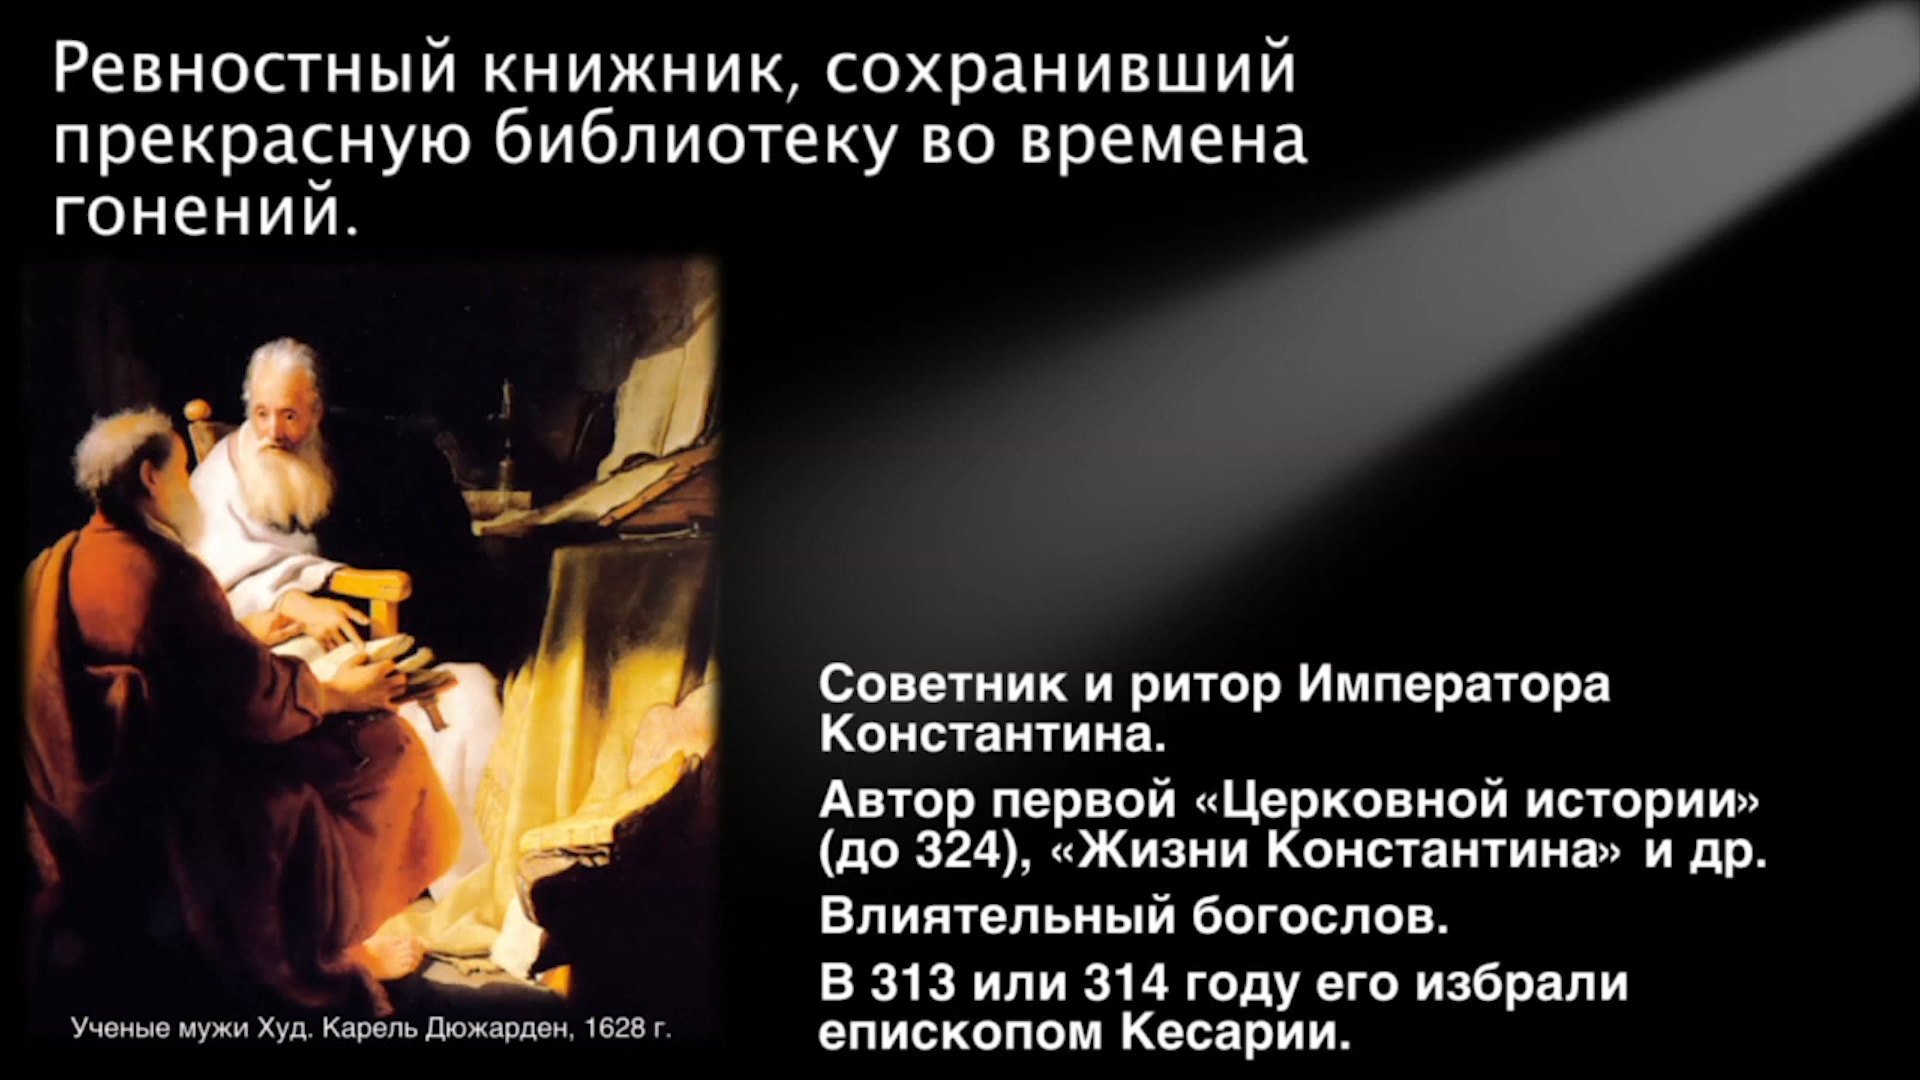 Ревностный книжник, сохранивший
прекрасную библиотеку во времена
гонений.
Ученые мужи Худ. Карель Дюжарден, 1628 г.
Советник и ритор Императора
Константина.
Автор первой «Церковной истории»
(до 324), «Жизни Константина» и др.
Влиятельный богослов.
В 313 или 314 году его избрали
епископом Кесарии.